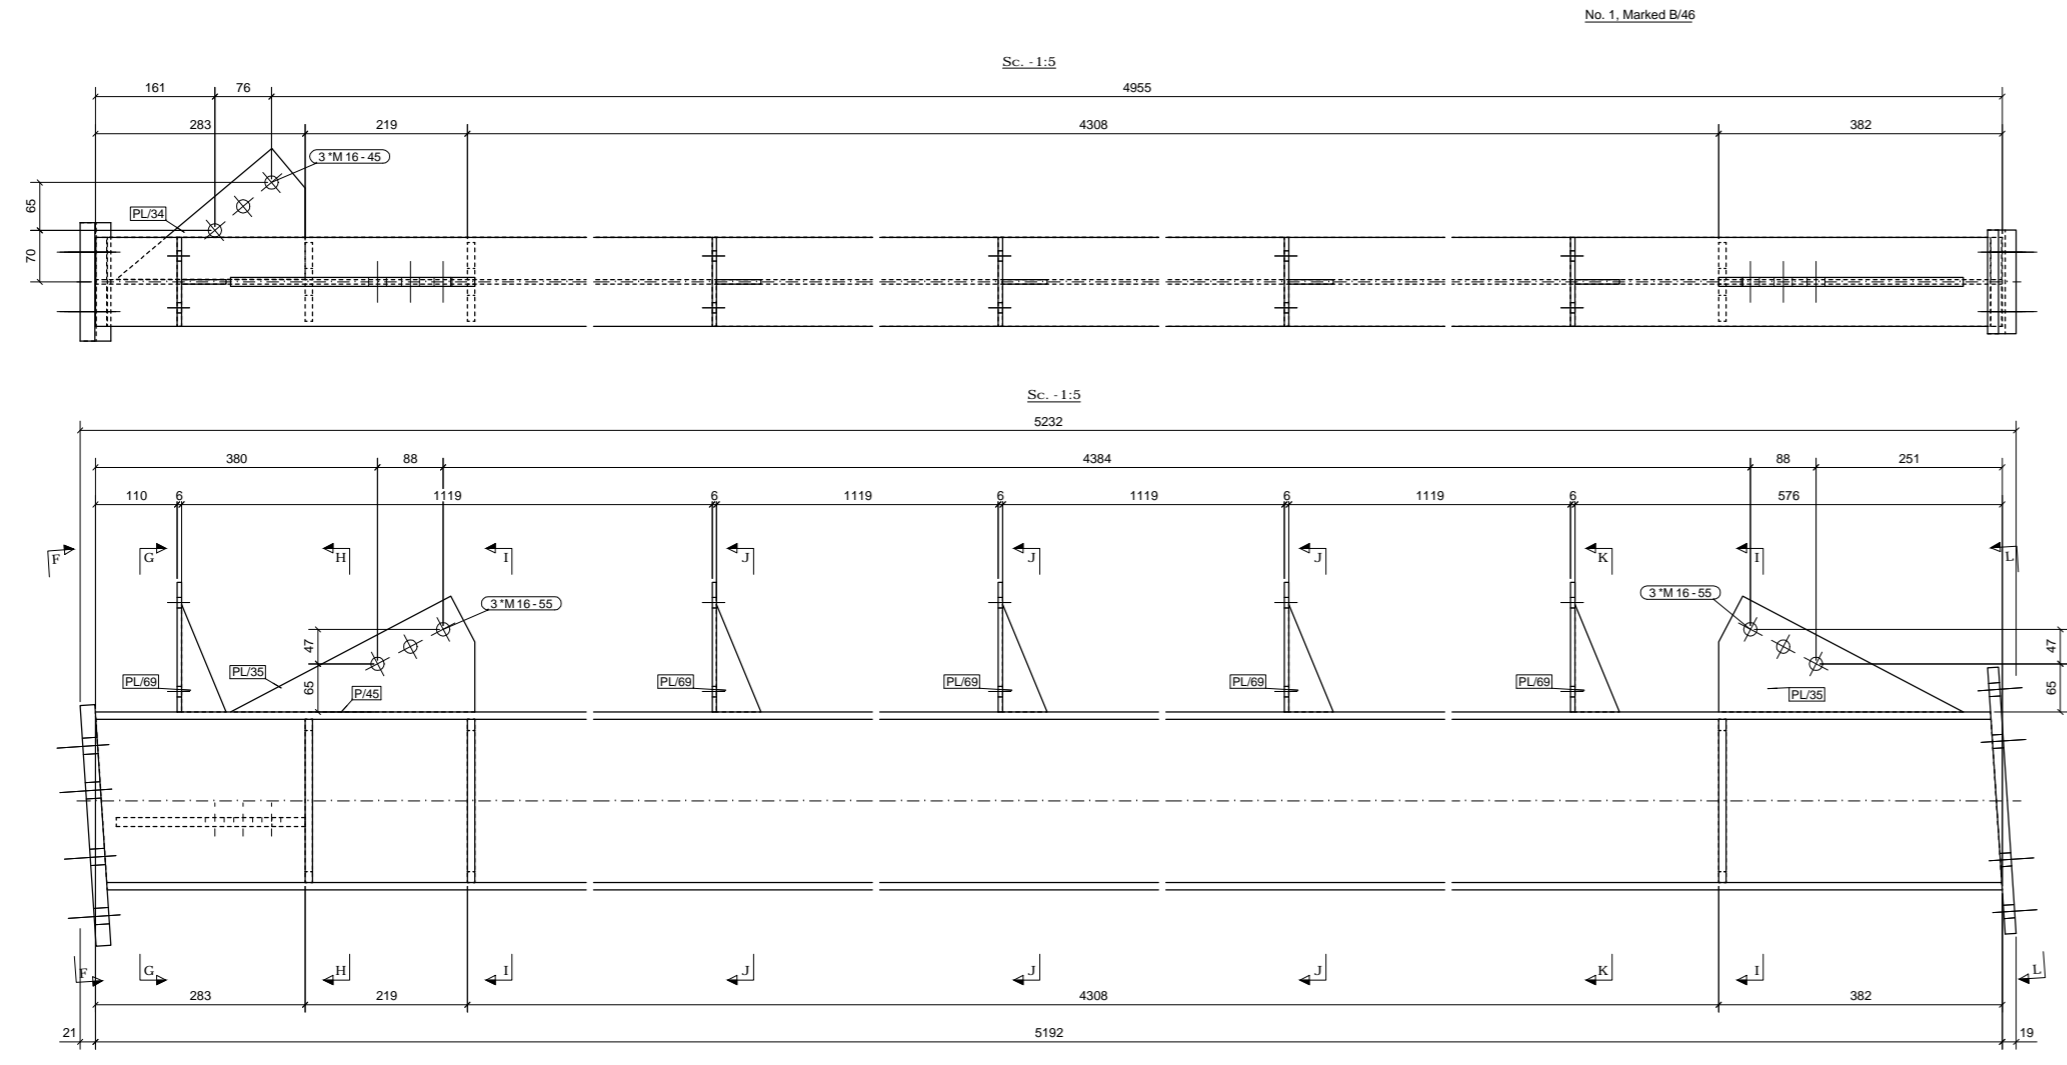 No. 1, Marked B/46
Sc. -1:5
161 76 4955
283 219 4308 382
3 *M 16 - 45
65
PL/34
70
Sc. -1:5
5232
380 88 4384 88 251
110 6 1119 6 1119 6 1119 6 1119 6 576
F G H I J J J K I L
3 *M 16 - 55 3 *M 16 - 55
47 47
PL/69 PL/35 65 P/45 PL/69 PL/69 PL/69 PL/69 PL/35 65
F G H I J J J K I L
283 219 4308 382
21 5192 19